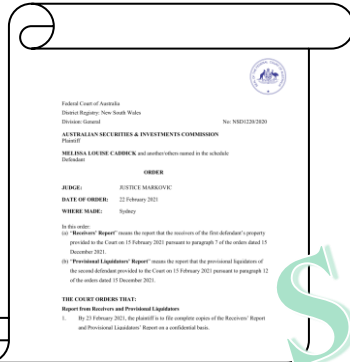 Federal Court of Australia
District Registry: New South Wales
Division: General No: NSD1220/2020
AUSTRALIAN SECURITIES & INVESTMENTS COMMISSION
Plaintiff
MELISSA LOUISE CADDICK and another/others named in the schedule
Defendant
ORDER
JUDGE: JUSTICE MARKOVIC
DATE OF ORDER: 22 February 2021
WHERE MADE: Sydney
In this order:
(a) "Receivers' Report" means the report that the receivers of the first defendant's property
provided to the Court on 15 February 2021 pursuant to paragraph 7 of the orders dated 15
December 2021.
(b) "Provisional Liquidators' Report" means the report that the provisional liquidators of
the second defendant provided to the Court on 15 February 2021 pursuant to paragraph 12
of the orders dated 15 December 2021.
THE COURT ORDERS THAT:
Report from Receivers and Provisional Liquidators
1. By 23 February 2021, the plaintiff is to file complete copies of the Receivers' Report
and Provisional Liquidators' Report on a confidential basis.
S